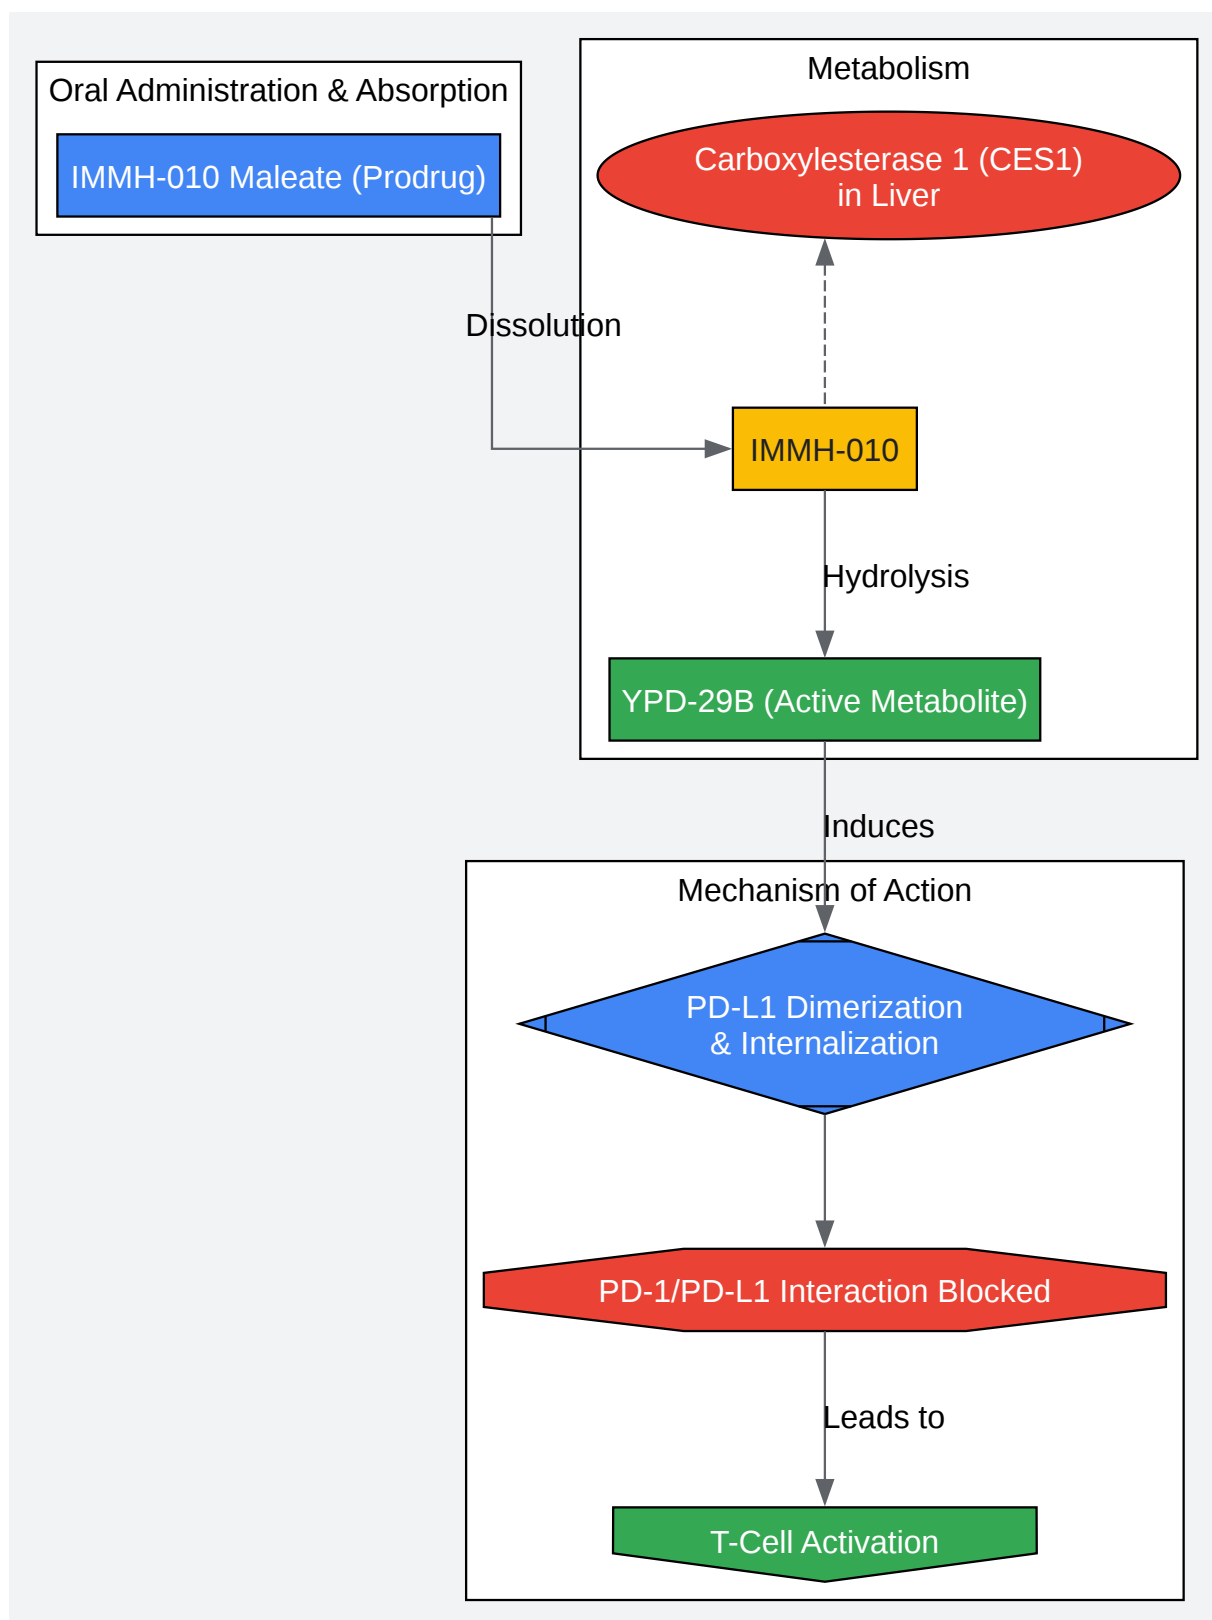 Oral Administration & Absorption
IMMH-010 Maleate (Prodrug)
Metabolism
Carboxylesterase 1 (CES1)
in Liver
Dissolution
IMMH-010
Hydrolysis
YPD-29B (Active Metabolite)
Induces
Mechanism of Action
PD-L1 Dimerization
& Internalization
PD-1/PD-L1 Interaction Blocked
Leads to
T-Cell Activation